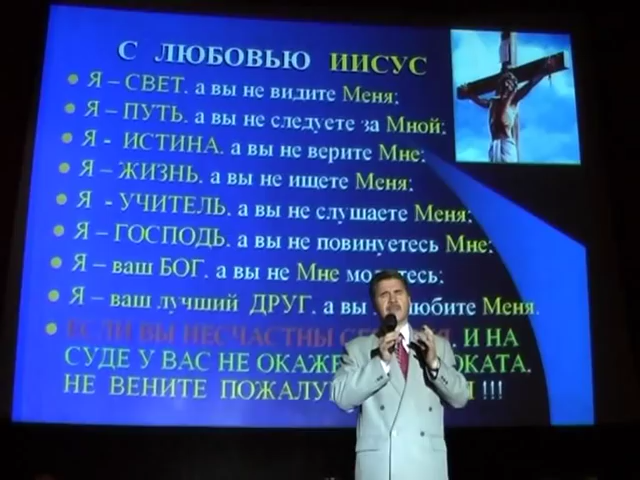 С ЛЮБОВЬЮ ИИСУС
Я – СВЕТ. а вы не видите Меня;
Я – ПУТЬ. а вы не следуете за Мной;
Я - ИСТИНА. а вы не верите Мне;
Я – ЖИЗНЬ. а вы не ищете Меня;
Я - УЧИТЕЛЬ. а вы не слушаете Меня;
Я – ГОСПОДЬ. а вы не повинуетесь Мне;
Я – ваш БОГ. а вы не Мне
Я – ваш лучший ДРУГ. а вы Меня.
ЕСЛИ ВЫ НЕСЧАСТНЫ И НА
СУДЕ У ВАС НЕ
НЕ ВЕНИТЕ !!!